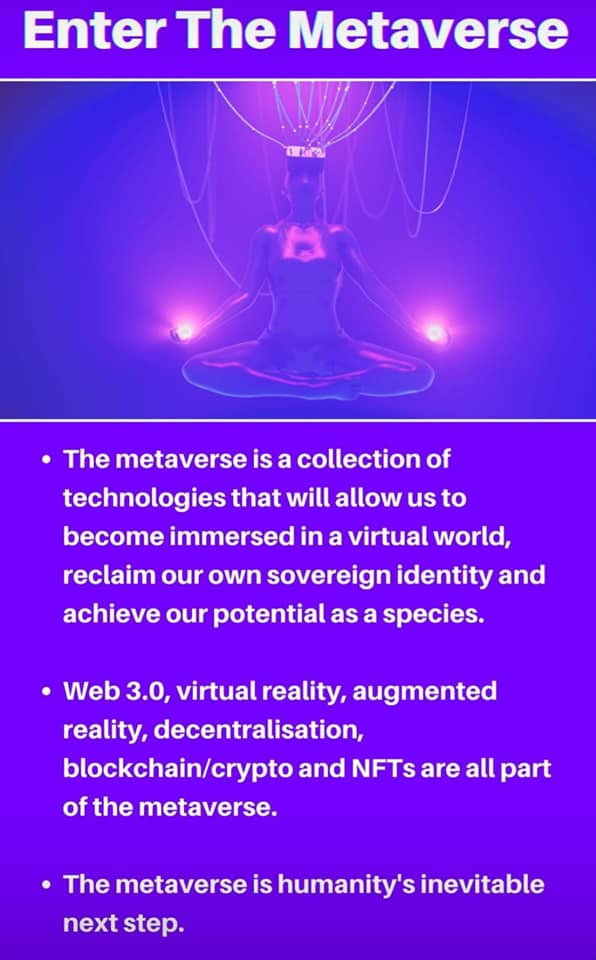 Enter The Metaverse
• The metaverse is a collection of
technologies that will allow us to
become immersed in a virtual world,
reclaim our own sovereign identity and
achieve our potential as a species.
• Web 3.0, virtual reality, augmented
reality, decentralisation,
blockchain/crypto and NFTs are all part
of the metaverse.
• The metaverse is humanity's inevitable
next step.